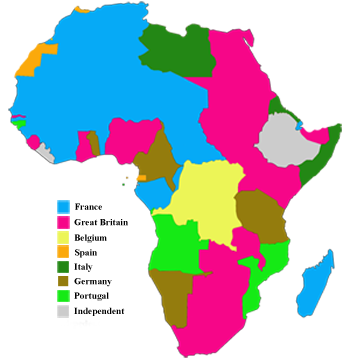 France
Great Britain
Belgium
Spain
Italy
Germany
Portugal
Independent